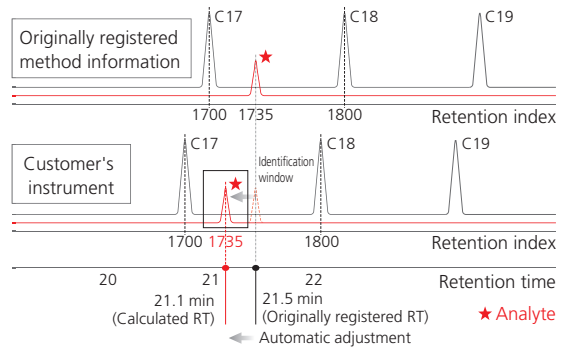 Originally registered
method information
C17
C18
C19
1700
1735
1800
Retention index
Customer's
instrument
C17
C18
C19
Identification
window
1700
1735
1800
Retention index
20
21
22
Retention time
21.1 min
(Calculated RT)
21.5 min
(Originally registered RT)
★ Analyte
Automatic adjustment